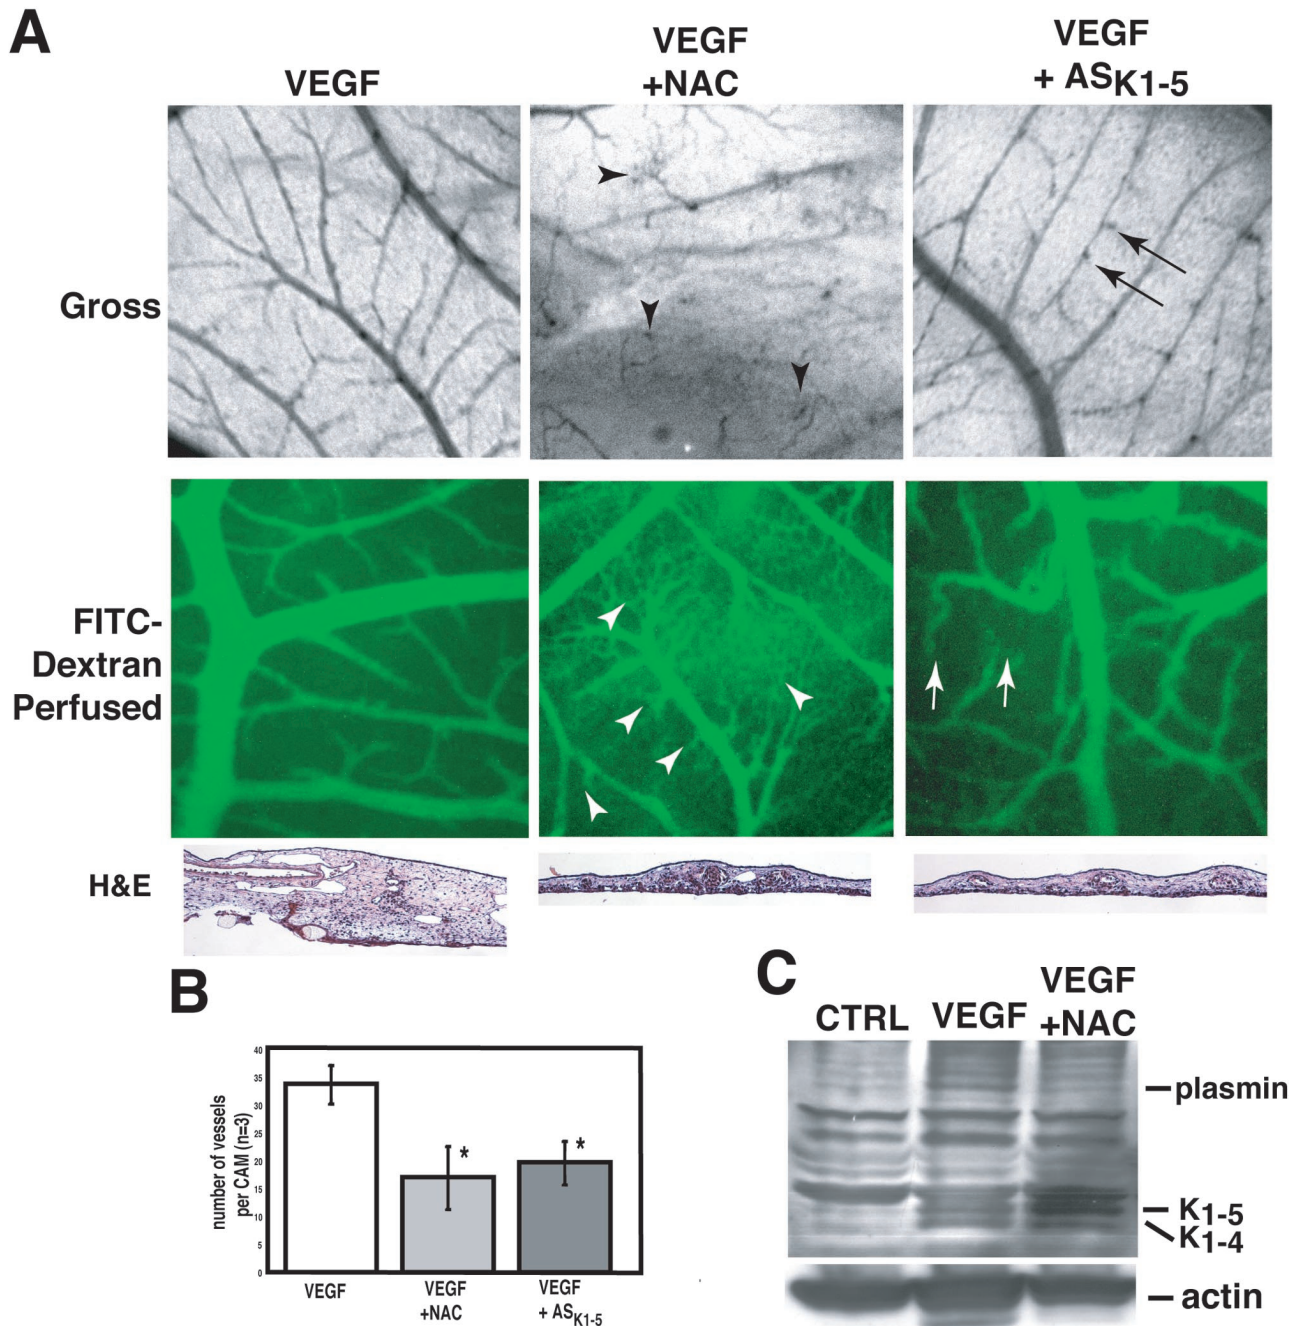 A
VEGF
VEGF
+NAC
VEGF
+ ASK1-5
Gross
FITC-
Dextran
Perfused
H&E
B
number of vessels
per CAM (n=3)
40
35
30
25
20
15
10
5
0
*
*
VEGF
VEGF
+NAC
VEGF
+ ASK1-5
C
CTRL
VEGF
VEGF
+NAC
plasmin
K1-5
K1-4
actin